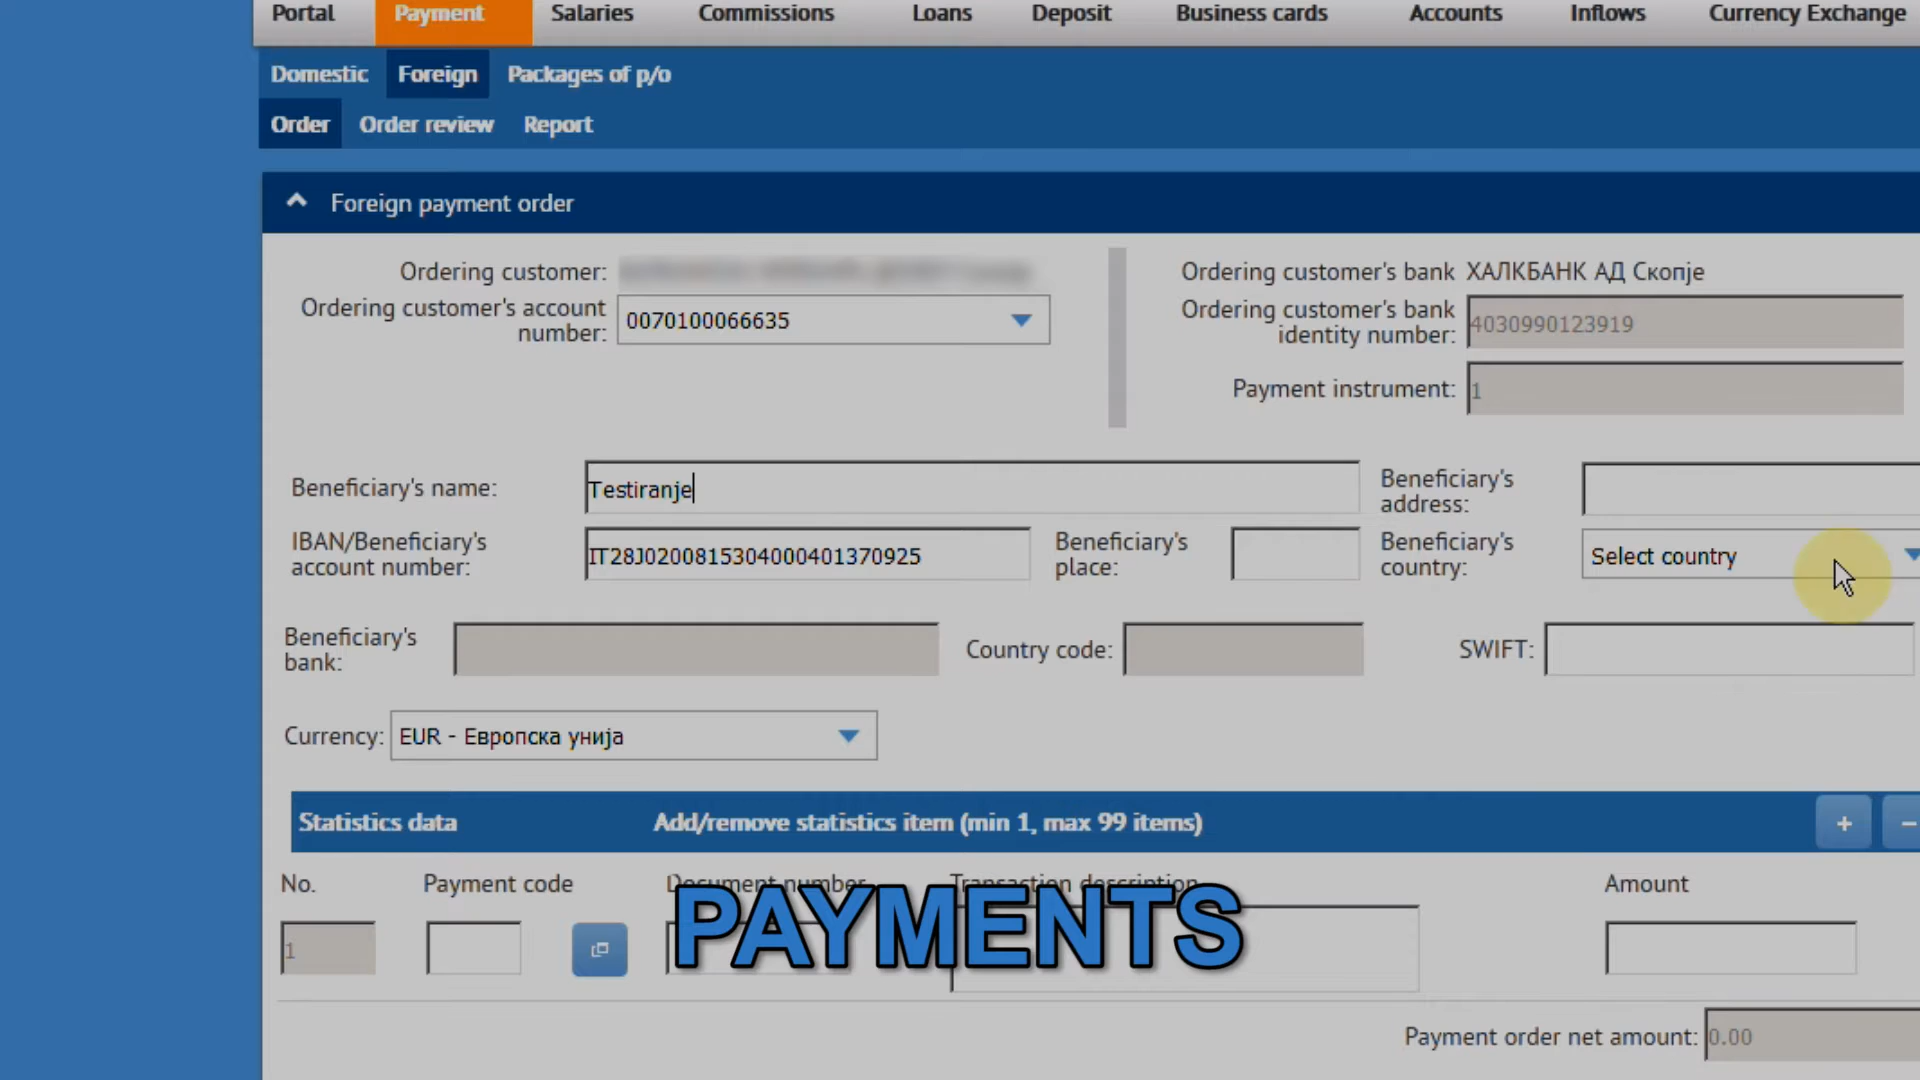 Portal Payment Salaries Commissions Loans Deposit Business cards Accounts Inflows Currency Exchange
Domestic Foreign Packages of p/o
Order Order review Report
Foreign payment order
Ordering customer:
Ordering customer's bank ХАЛКБАНК АД Скопје
Ordering customer's account number: 0070100066635
Ordering customer's bank identity number: 4030990123919
Payment instrument: 1
Beneficiary's name: Testiranje
Beneficiary's address:
IBAN/Beneficiary's account number: IT28J0200815304000401370925
Beneficiary's place:
Beneficiary's country: Select country
Beneficiary's bank:
Country code:
SWIFT:
Currency: EUR - Европска унија
Statistics data Add/remove statistics item (min 1, max 99 items) + -
No. Payment code Document number Transaction description Amount
1
PAYMENTS
Payment order net amount: 0.00